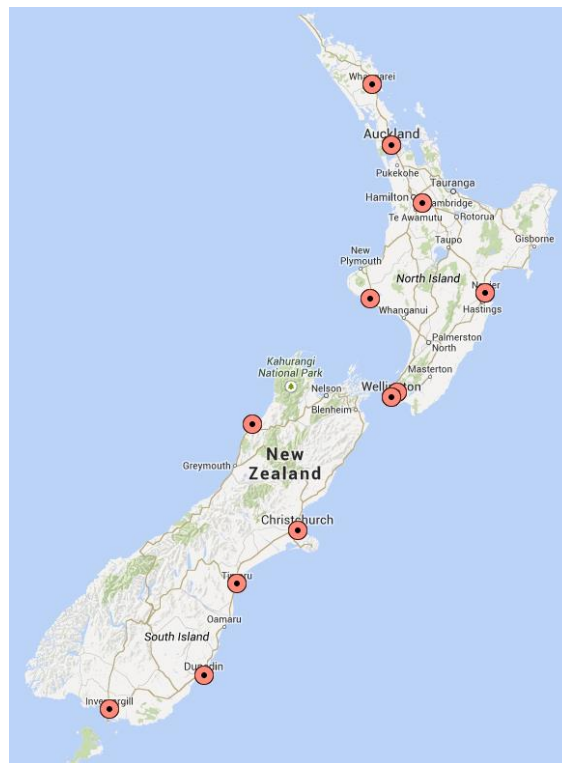 Auckland
Pukekohe
Tauranga
Hamilton
Te Awamutu
Rotorua
Taupo
New
Plymouth
Gisborne
North Island
Whanganui
Hastings
Palmerston
North
Kahurangi
National Park
Masterton
Nelson
Blenheim
New
Zealand
Greymouth
Christchurch
Oamaru
South Island